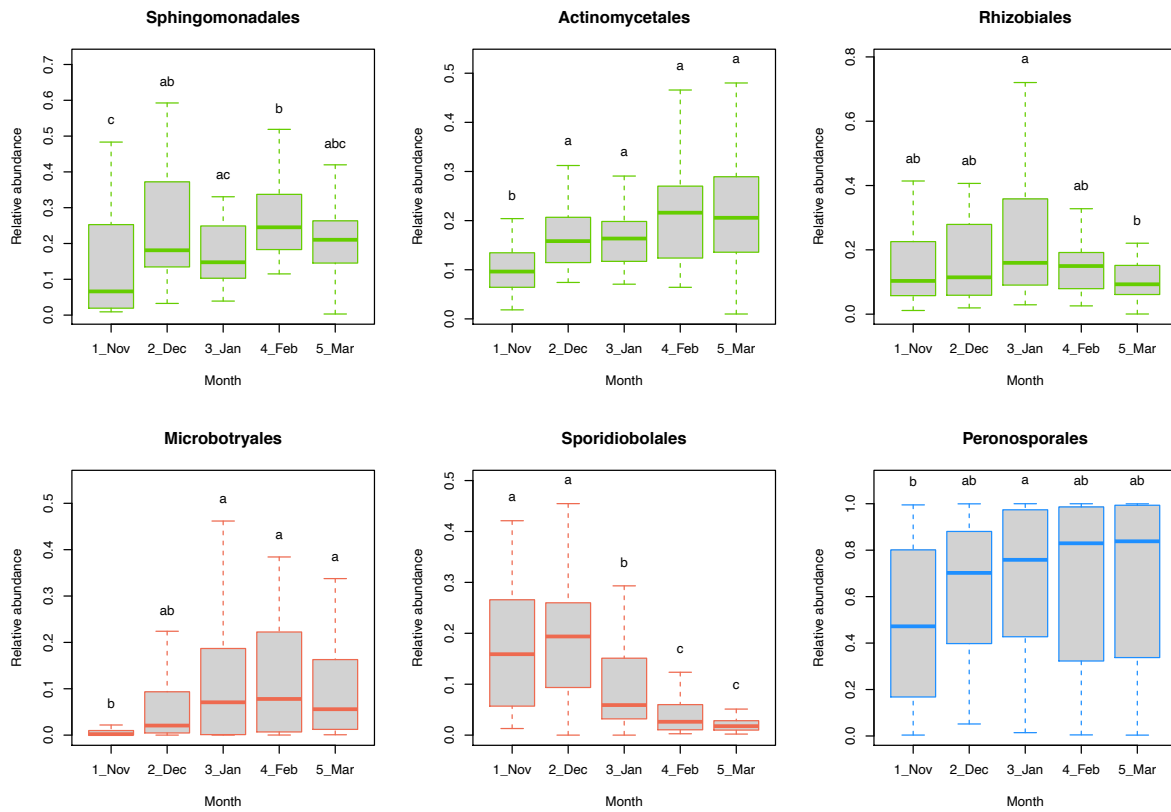 Sphingomonadales
Relative abundance
0.0 0.1 0.2 0.3 0.4 0.5 0.6 0.7
c ab ac b abc
1_Nov 2_Dec 3_Jan 4_Feb 5_Mar
Month
Actinomycetales
Relative abundance
0.0 0.1 0.2 0.3 0.4 0.5
b a a a a
1_Nov 2_Dec 3_Jan 4_Feb 5_Mar
Month
Rhizobiales
Relative abundance
0.0 0.2 0.4 0.6 0.8
ab ab a ab b
1_Nov 2_Dec 3_Jan 4_Feb 5_Mar
Month
Microbotryales
Relative abundance
0.0 0.1 0.2 0.3 0.4 0.5
b ab a a a
1_Nov 2_Dec 3_Jan 4_Feb 5_Mar
Month
Sporidiobolales
Relative abundance
0.0 0.1 0.2 0.3 0.4 0.5
a a b c c
1_Nov 2_Dec 3_Jan 4_Feb 5_Mar
Month
Peronosporales
Relative abundance
0.0 0.2 0.4 0.6 0.8 1.0
b ab a ab ab
1_Nov 2_Dec 3_Jan 4_Feb 5_Mar
Month